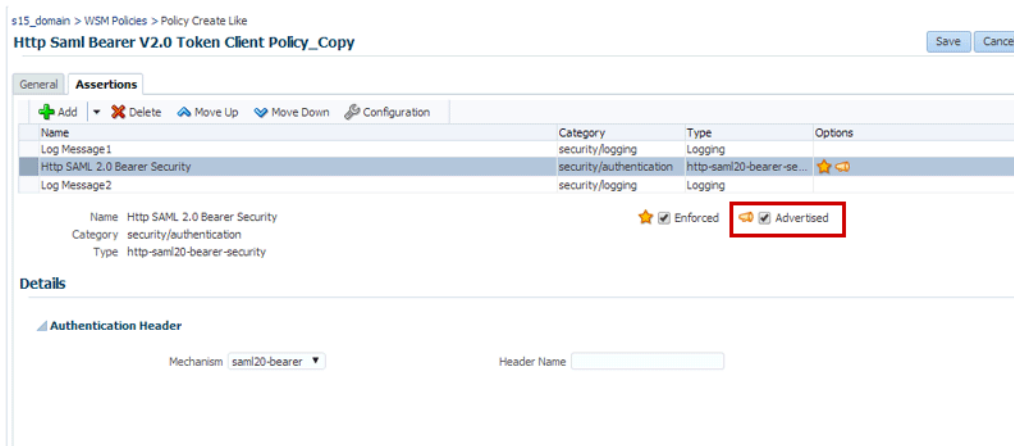 s15_domain > WSM Policies > Policy Create Like
Http Saml Bearer V2.0 Token Client Policy_Copy
Save Cance
General Assertions
Add Delete Move Up Move Down Configuration
Name Category Type Options
Log Message1 security/logging Logging
Http SAML 2.0 Bearer Security security/authentication http-saml20-bearer-se...
Log Message2 security/logging Logging
Name Http SAML 2.0 Bearer Security Enforced Advertised
Category security/authentication
Type http-saml20-bearer-security
Details
Authentication Header
Mechanism saml20-bearer Header Name